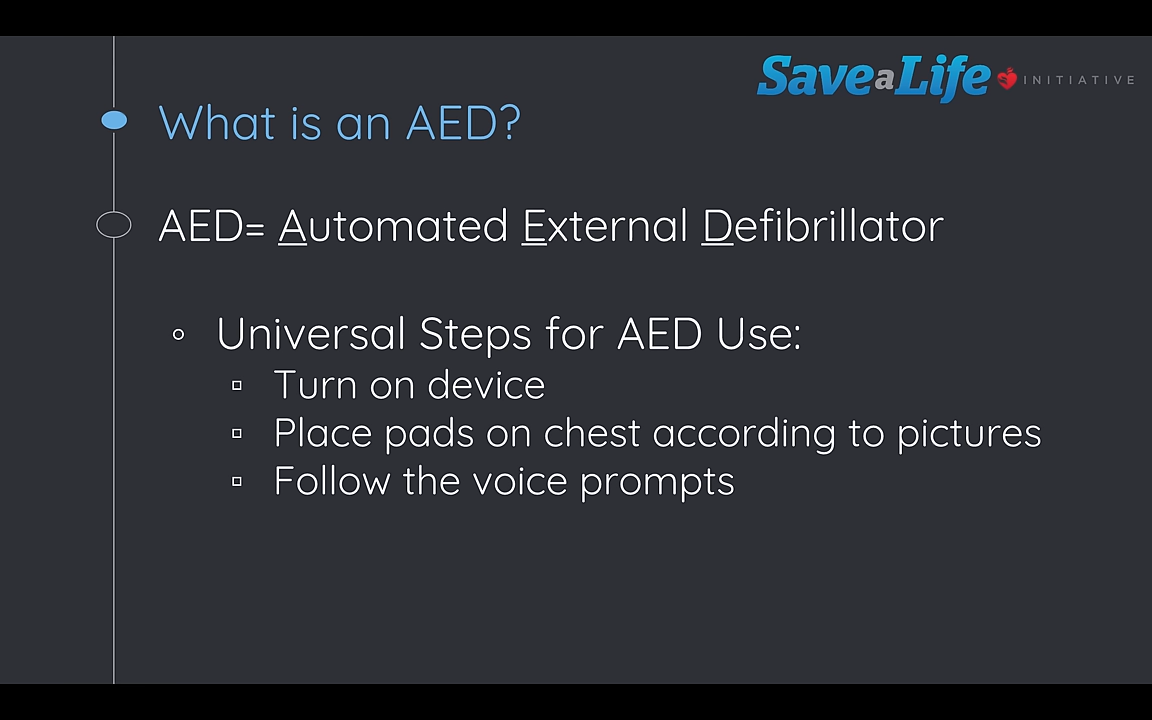 SaveaLife INITIATIVE
What is an AED?
AED= Automated External Defibrillator
Universal Steps for AED Use:
Turn on device
Place pads on chest according to pictures
Follow the voice prompts